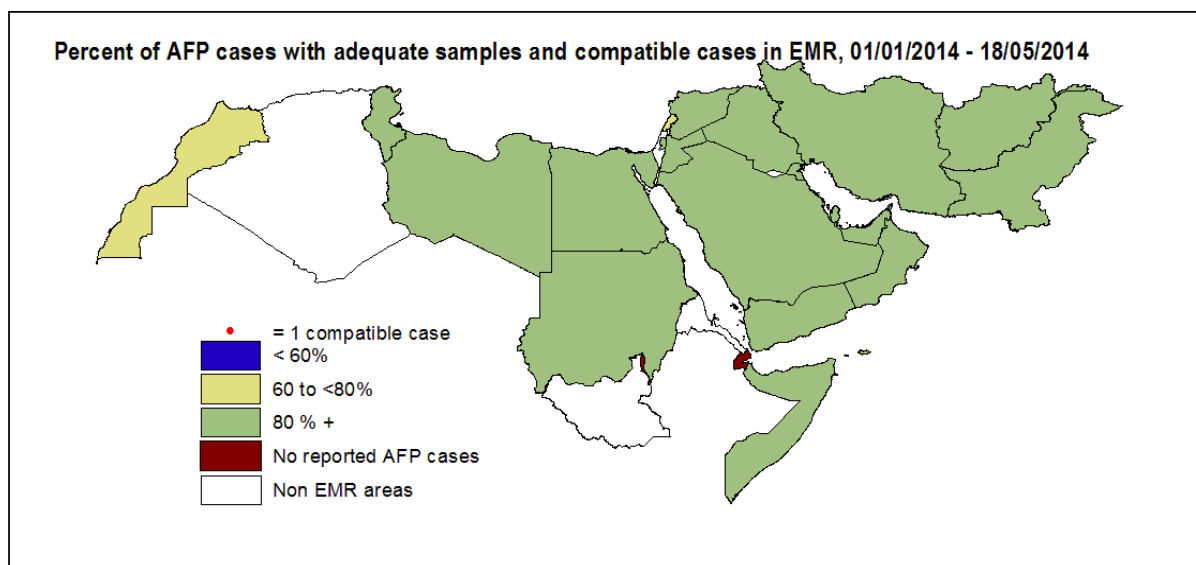 Percent of AFP cases with adequate samples and compatible cases in EMR, 01/01/2014 - 18/05/2014
= 1 compatible case
< 60%
60 to <80%
80 % +
No reported AFP cases
Non EMR areas